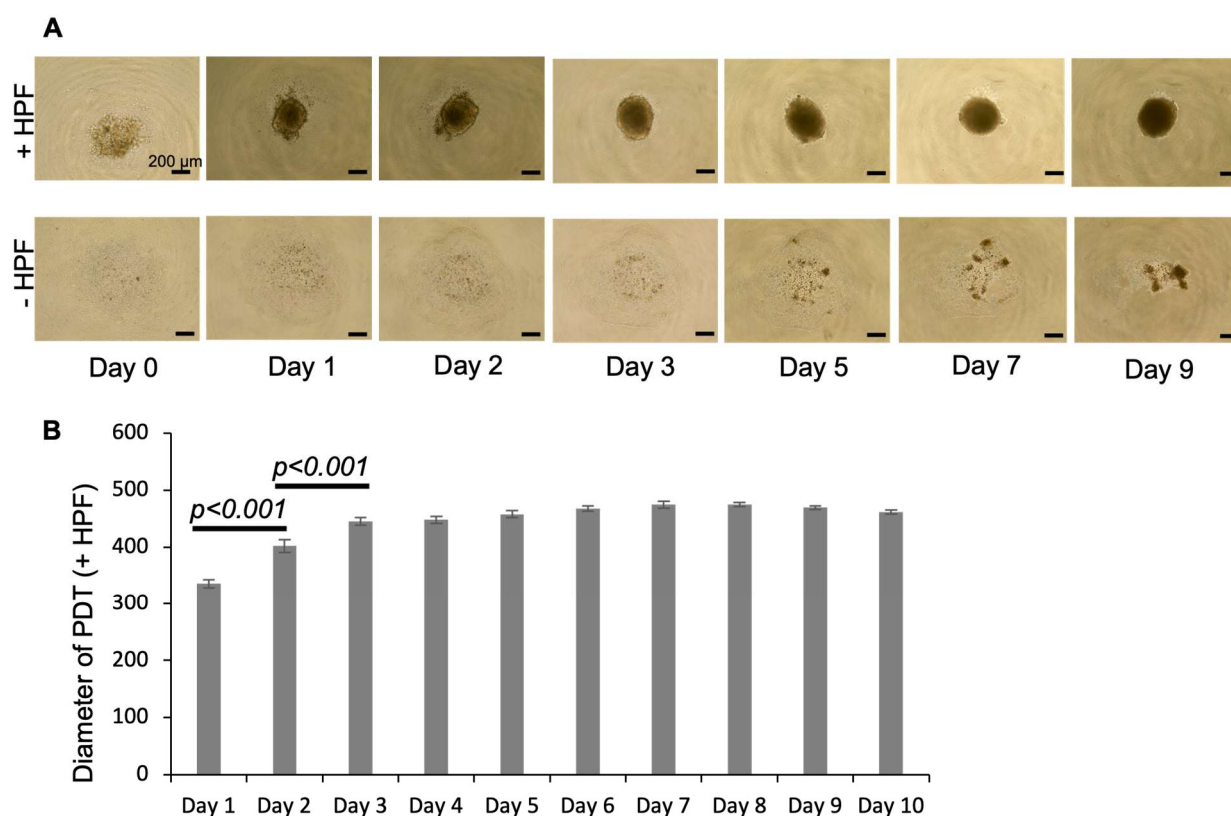 A
+ HPF
200 µm
- HPF
Day 0 Day 1 Day 2 Day 3 Day 5 Day 7 Day 9
B
Diameter of PDT (+ HPF)
600
500
400
300
200
100
0
p<0.001
p<0.001
Day 1 Day 2 Day 3 Day 4 Day 5 Day 6 Day 7 Day 8 Day 9 Day 10